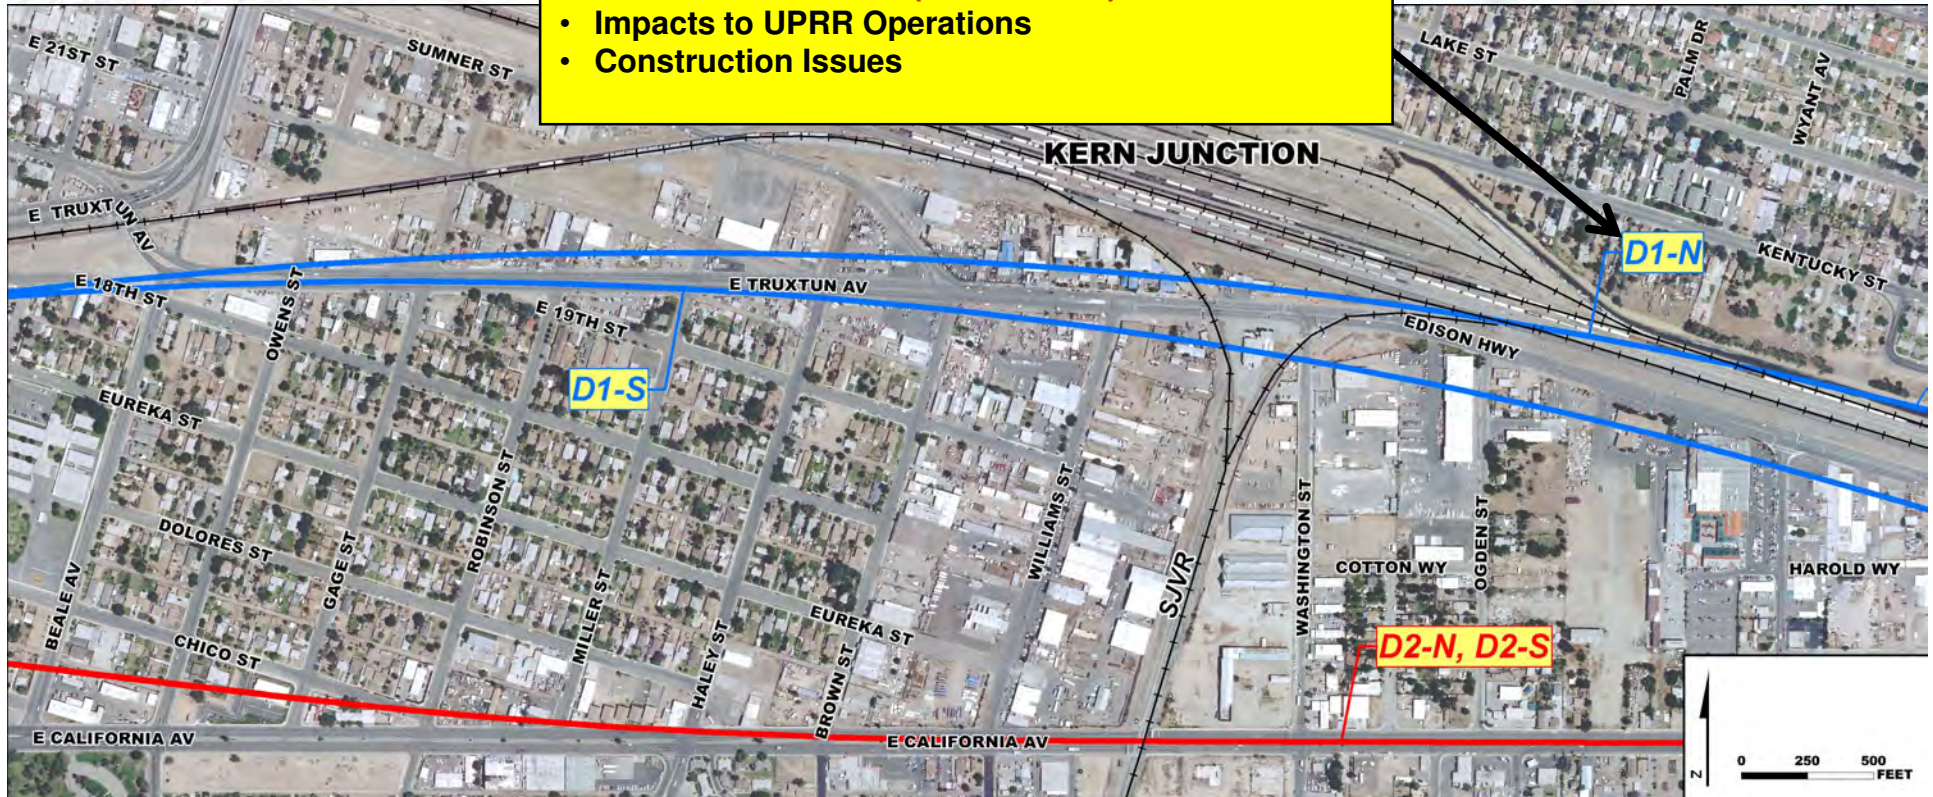 • Impacts to UPRR Operations
• Construction Issues
E 21ST ST
SUMNER ST
LAKE ST
PALM DR
WYANT AV
KERN JUNCTION
E TRUXTUN AV
D1-N
KENTUCKY ST
E 18TH ST
OWENS ST
E TRUXTUN AV
E 19TH ST
EDISON HWY
D1-S
EUREKA ST
DOLORES ST
GAGE ST
ROBINSON ST
MILLER ST
WILLIAMS ST
SJVR
WASHINGTON ST
COTTON WY
OGDEN ST
HAROLD WY
BEALE AV
CHICO ST
HALEY ST
BROWN ST
EUREKA ST
D2-N, D2-S
E CALIFORNIA AV
E CALIFORNIA AV
N
0 250 500
FEET